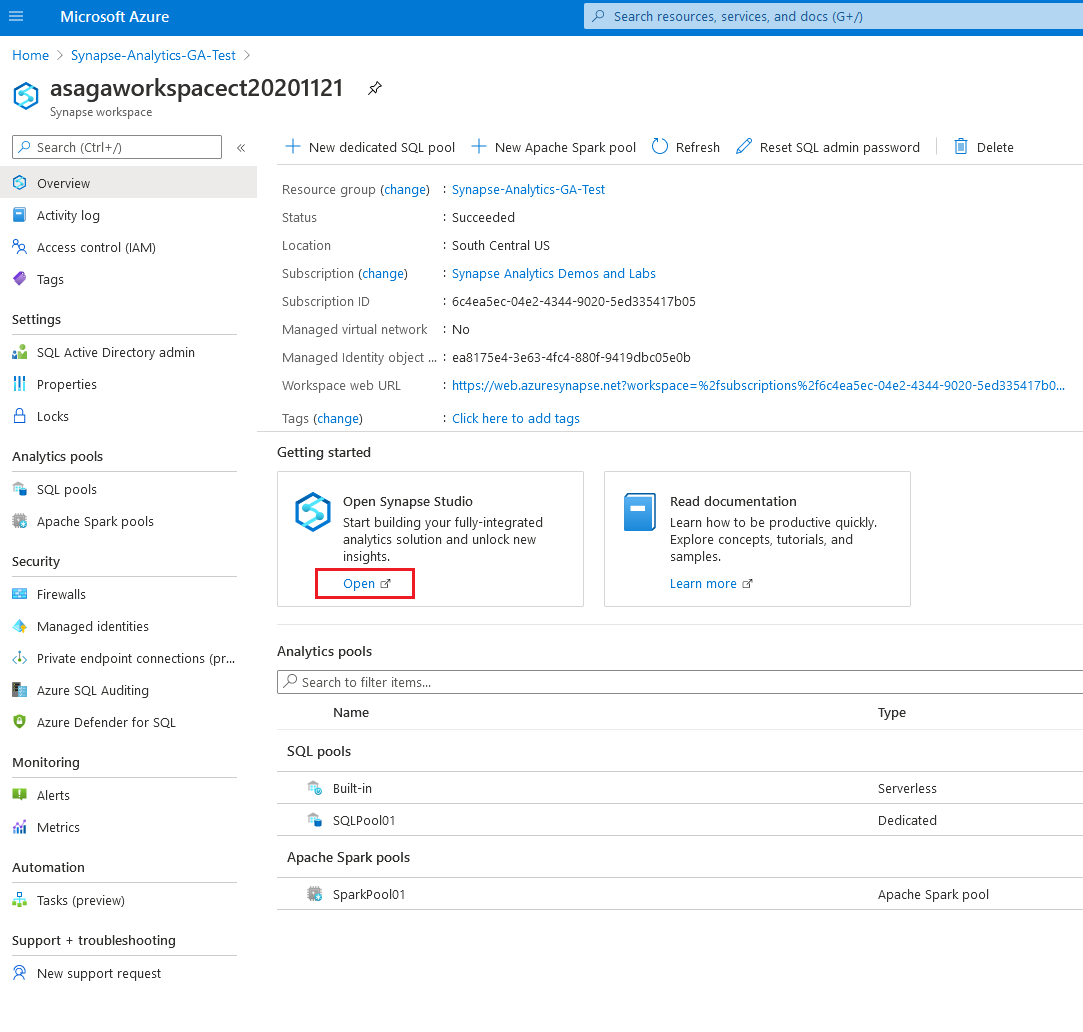 Microsoft Azure
Search resources, services, and docs (G+/)
Home > Synapse-Analytics-GA-Test >
asagaworkspacect20201121
Synapse workspace
Search (Ctrl+/)
«
Overview
Activity log
Access control (IAM)
Tags
Settings
SQL Active Directory admin
Properties
Locks
Analytics pools
SQL pools
Apache Spark pools
Security
Firewalls
Managed identities
Private endpoint connections (pr...
Azure SQL Auditing
Azure Defender for SQL
Monitoring
Alerts
Metrics
Automation
Tasks (preview)
Support + troubleshooting
New support request
New dedicated SQL pool New Apache Spark pool Refresh Reset SQL admin password Delete
Resource group (change) : Synapse-Analytics-GA-Test
Status : Succeeded
Location : South Central US
Subscription (change) : Synapse Analytics Demos and Labs
Subscription ID : 6c4ea5ec-04e2-4344-9020-5ed335417b05
Managed virtual network : No
Managed Identity object ... : ea8175e4-3e63-4fc4-880f-9419dbc05e0b
Workspace web URL : https://web.azuresynapse.net?workspace=%2fsubscriptions%2f6c4ea5ec-04e2-4344-9020-5ed335417b0...
Tags (change) : Click here to add tags
Getting started
Open Synapse Studio
Start building your fully-integrated
analytics solution and unlock new
insights.
Open
Read documentation
Learn how to be productive quickly.
Explore concepts, tutorials, and
samples.
Learn more
Analytics pools
Search to filter items...
Name Type
SQL pools
Built-in Serverless
SQLPool01 Dedicated
Apache Spark pools
SparkPool01 Apache Spark pool